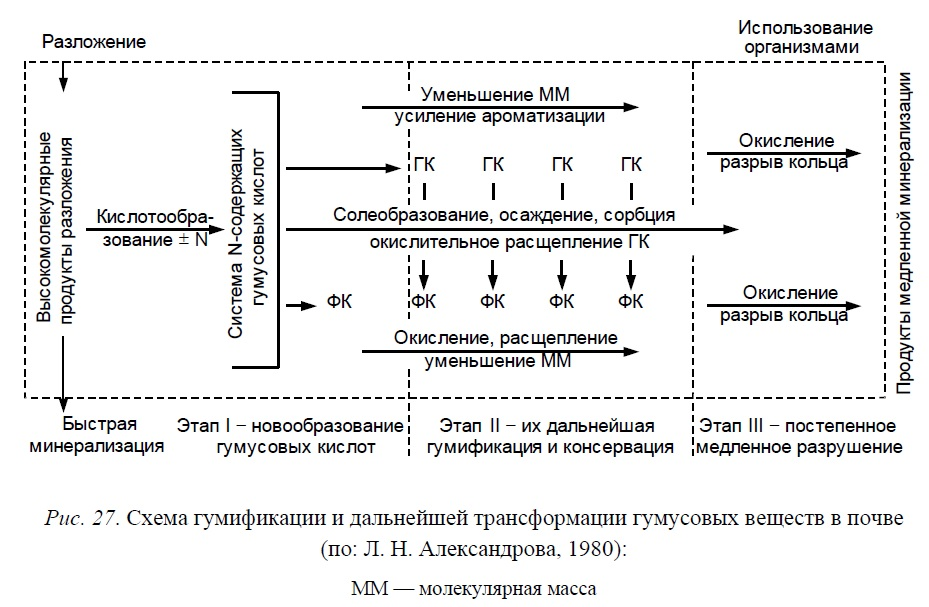 Разложение
Использование
организмами
Высокомолекулярные
продукты разложения
Кислотообра-
зование ± N
Система N-содержащих
гумусовых кислот
Уменьшение ММ
усиление ароматизации
ГК ГК ГК ГК
Солеобразование, осаждение, сорбция
окислительное расщепление ГК
ФК ФК ФК ФК ФК
Окисление, расщепление
уменьшение ММ
Окисление
разрыв кольца
Окисление
разрыв кольца
Продукты медленной минерализации
Быстрая
минерализация
Этап I – новообразование
гумусовых кислот
Этап II – их дальнейшая
гумификация и консервация
Этап III – постепенное
медленное разрушение
Рис. 27. Схема гумификации и дальнейшей трансформации гумусовых веществ в почве
(по: Л. Н. Александрова, 1980):
ММ — молекулярная масса